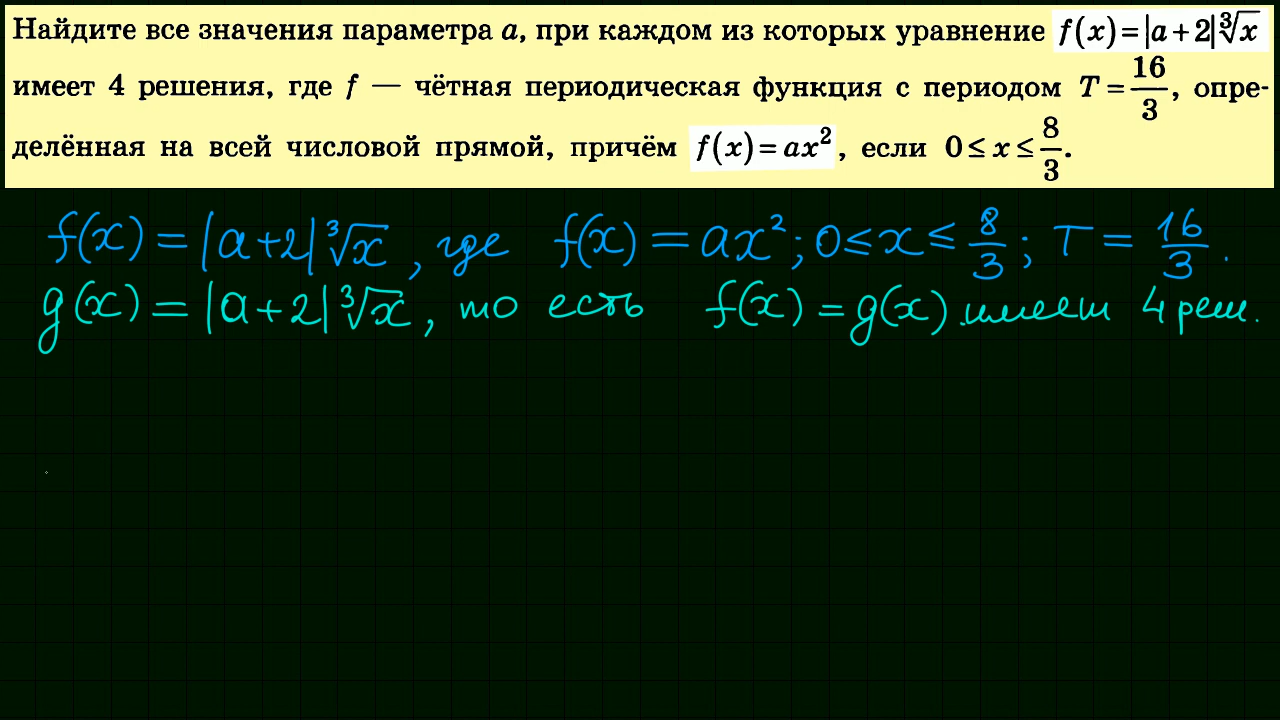 Найдите все значения параметра a, при каждом из которых уравнение f(x)=|a+2|∛x
имеет 4 решения, где f — чётная периодическая функция с периодом T=16/3, опре-
делённая на всей числовой прямой, причём f(x)=ax², если 0≤x≤8/3.
f(x)=|a+2|∛x, где f(x)=ax²; 0≤x≤8/3; T=16/3.
g(x)=|a+2|∛x, то есть f(x)=g(x) имеет 4 реш.